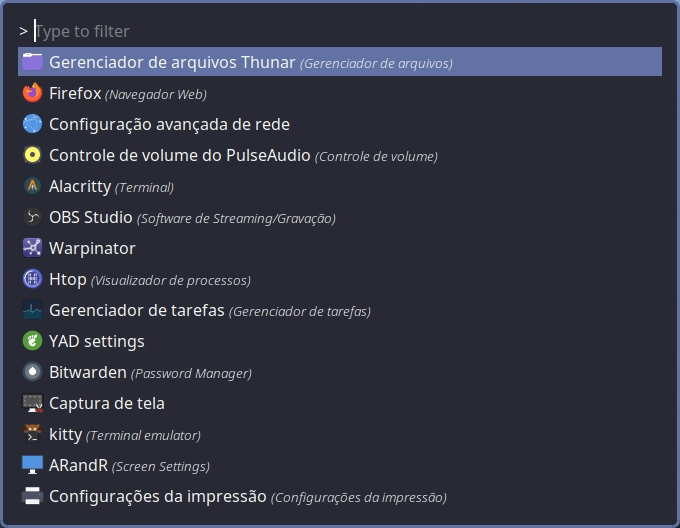 > Type to filter
Gerenciador de arquivos Thunar (Gerenciador de arquivos)
Firefox (Navegador Web)
Configuração avançada de rede
Controle de volume do PulseAudio (Controle de volume)
Alacritty (Terminal)
OBS Studio (Software de Streaming/Gravação)
Warpinator
Htop (Visualizador de processos)
Gerenciador de tarefas (Gerenciador de tarefas)
YAD settings
Bitwarden (Password Manager)
Captura de tela
kitty (Terminal emulator)
ARandR (Screen Settings)
Configurações da impressão (Configurações da impressão)